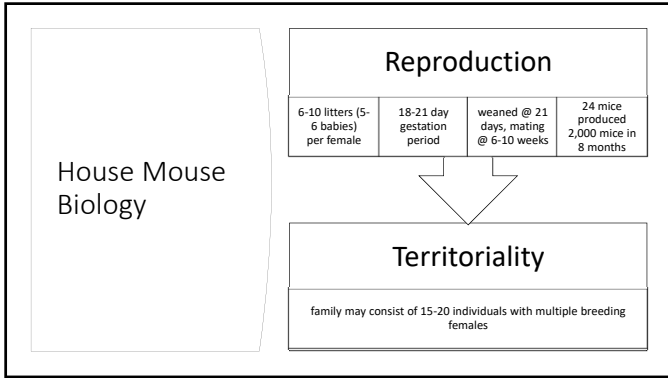 House Mouse
Biology
Reproduction
6-10 litters (5-
6 babies)
per female
18-21 day
gestation
period
weaned @ 21
days, mating
@ 6-10 weeks
24 mice
produced
2,000 mice in
8 months
Territoriality
family may consist of 15-20 individuals with multiple breeding
females